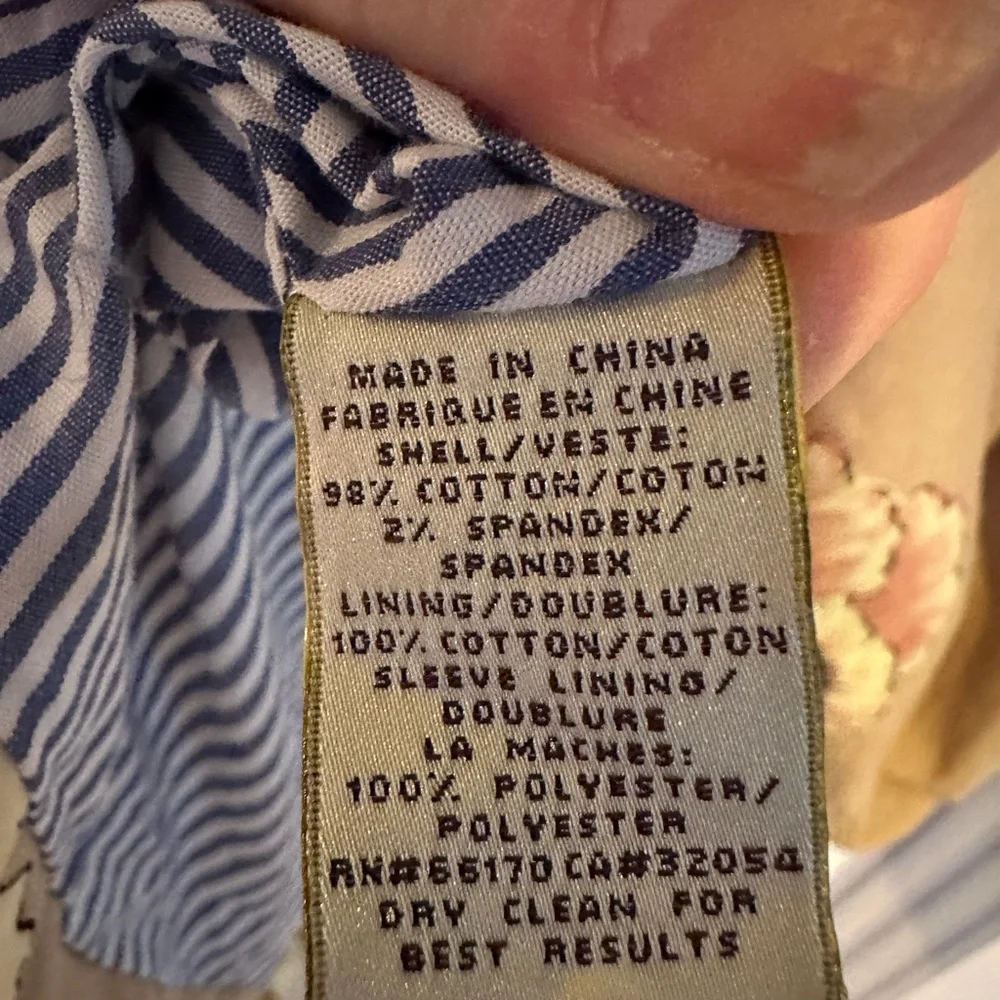 MADE IN CHINA
FABRIQUE EN CHINE
SHELL/VESTE:
98% COTTON/COTON
2% SPANDEX/
SPANDEX
LINING/DOUBLURE:
100% COTTON/COTON
SLEEVE LINING/
DOUBLURE
LA MACHES:
100% POLYESTER/
POLYESTER
RN#66170 CA#32054
DRY CLEAN FOR
BEST RESULTS